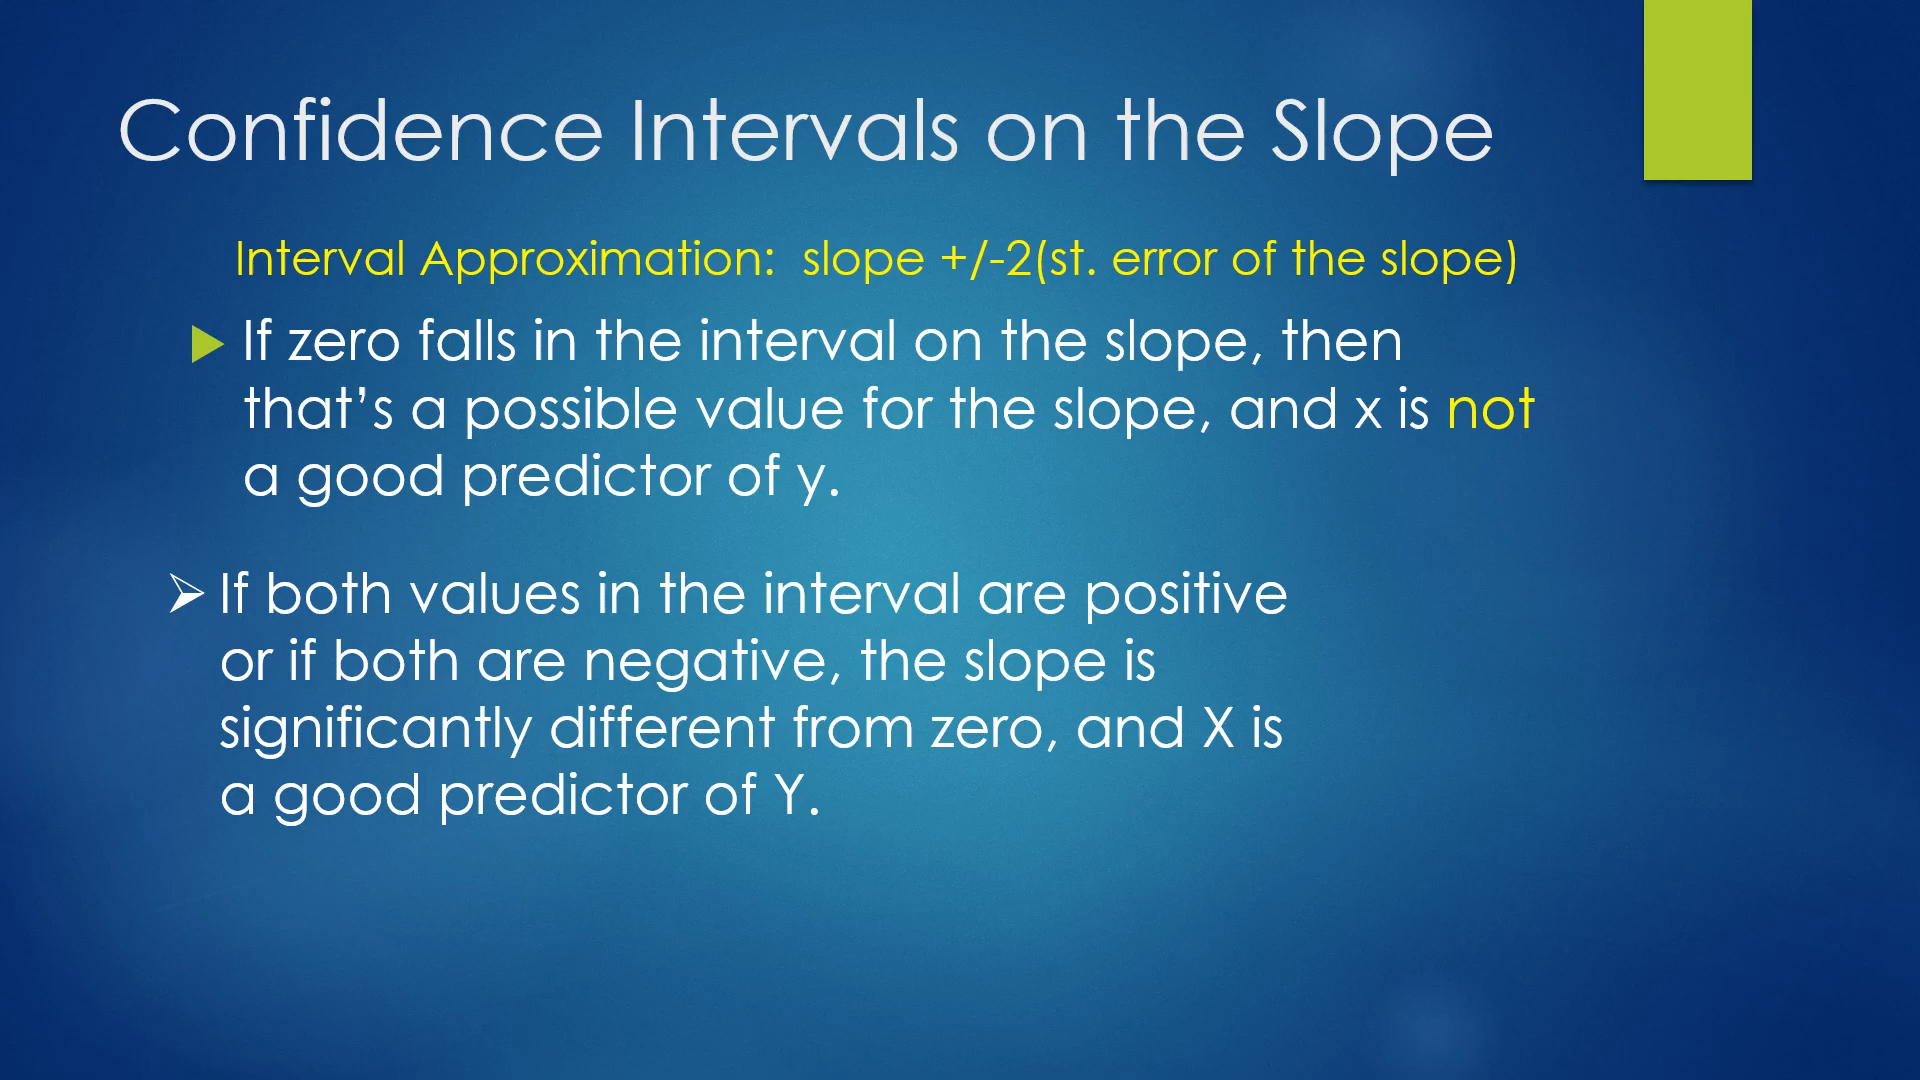 Confidence Intervals on the Slope
Interval Approximation:  slope +/-2(st. error of the slope)
If zero falls in the interval on the slope, then
that’s a possible value for the slope, and x is not
a good predictor of y.
If both values in the interval are positive
or if both are negative, the slope is
significantly different from zero, and X is
a good predictor of Y.